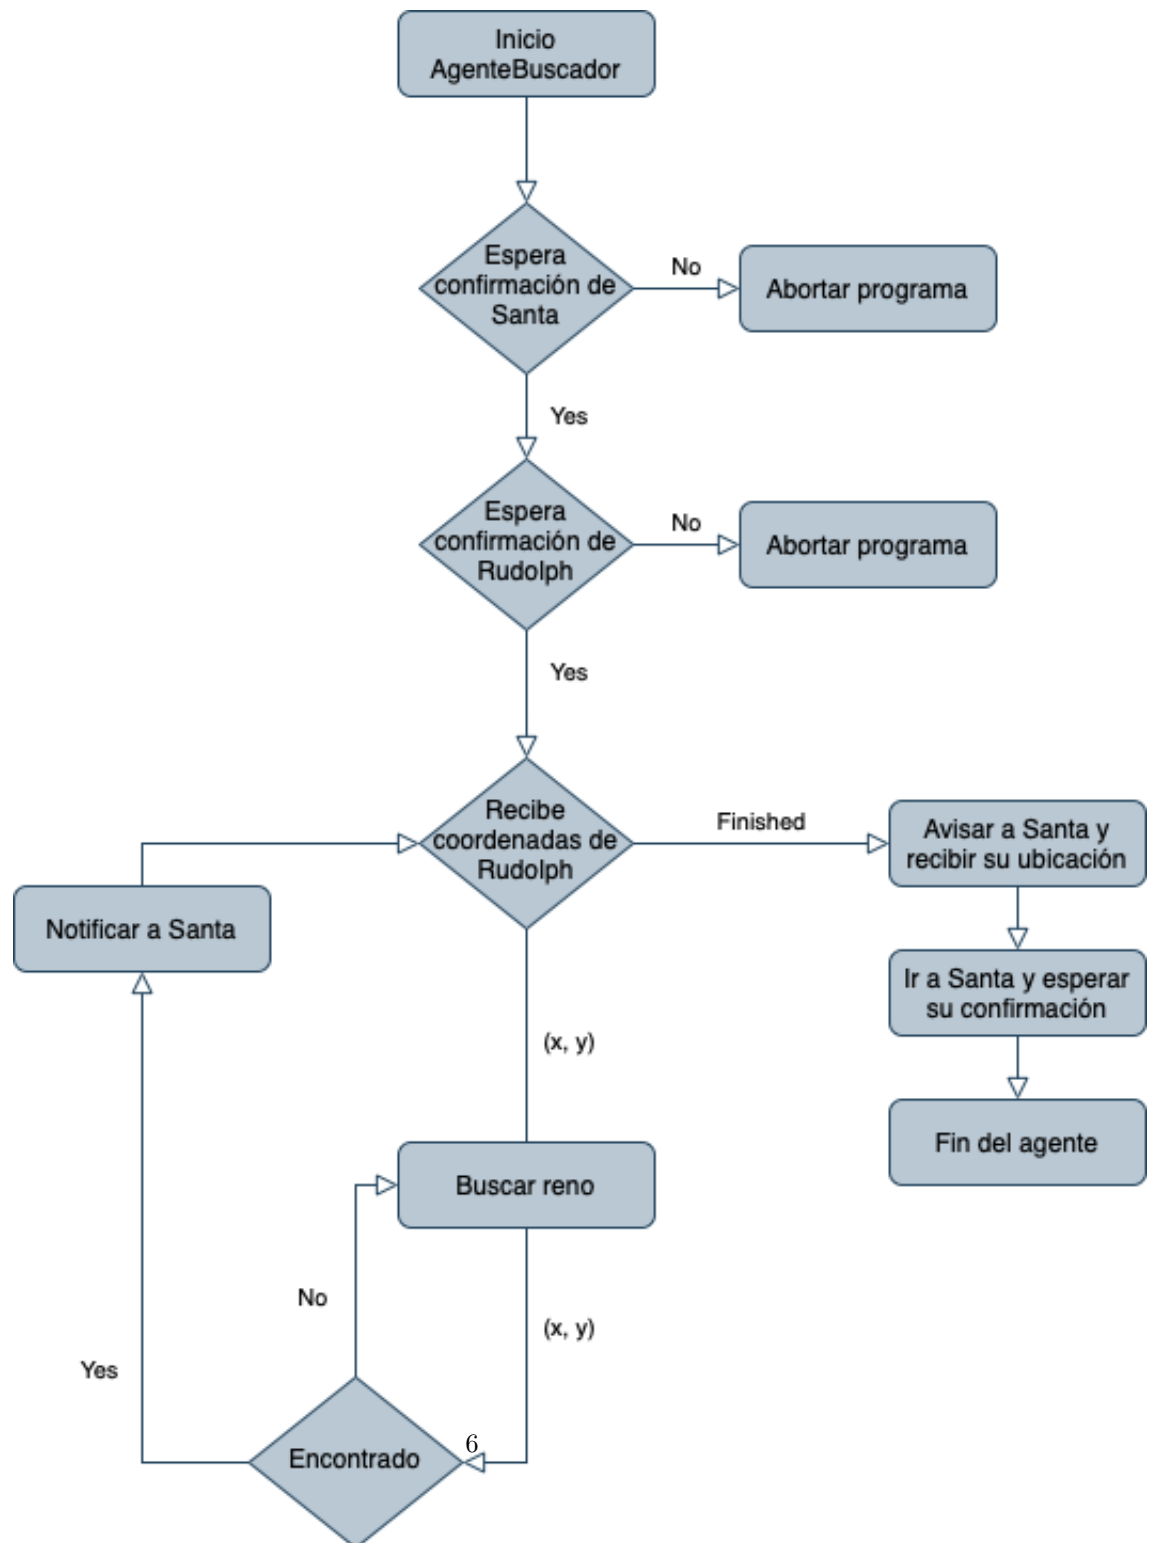 Inicio
AgenteBuscador
Espera
confirmación de
Santa
No
Abortar programa
Yes
Espera
confirmación de
Rudolph
No
Abortar programa
Yes
Recibe
coordenadas de
Rudolph
Finished
Avisar a Santa y
recibir su ubicación
Notificar a Santa
Ir a Santa y esperar
su confirmación
(x, y)
Fin del agente
Buscar reno
No
(x, y)
Yes
6
Encontrado